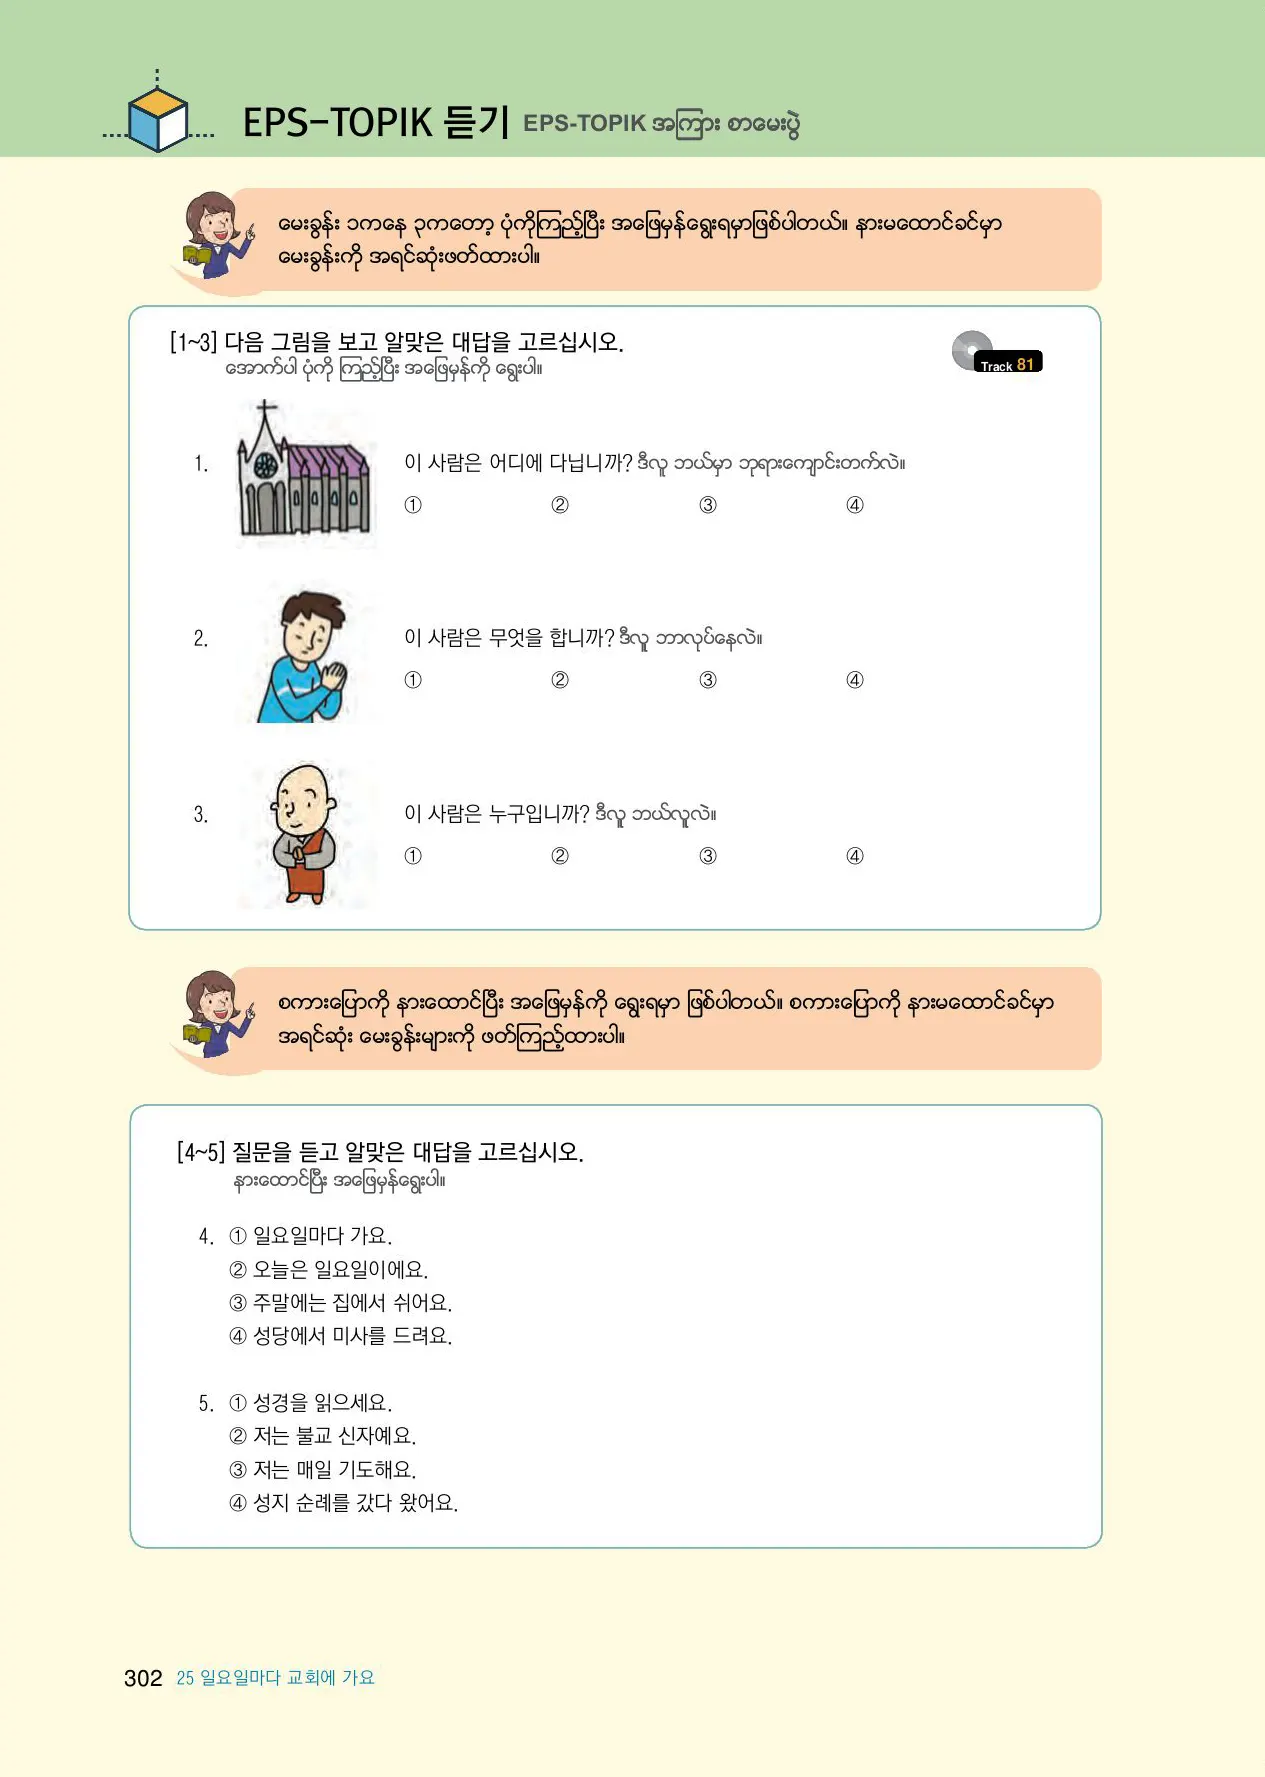 EPS-TOPIK 듣기 EPS-TOPIK အကြား စာမေးပွဲ
မေးခွန်း ၁ကနေ ၃ကတော့ ပုံကိုကြည့်ပြီး အဖြေမှန်ရွေးရမှာဖြစ်ပါတယ်။ နားမထောင်ခင်မှာ
မေးခွန်းကို အရင်ဆုံးဖတ်ထားပါ။
[1~3] 다음 그림을 보고 알맞은 대답을 고르십시오.
အောက်ပါ ပုံကို ကြည့်ပြီး အဖြေမှန်ကို ရွေးပါ။
Track 81
1. 이 사람은 어디에 다닙니까? ဒီလူ ဘယ်မှာ ဘုရားကျောင်းတက်လဲ။
① ② ③ ④
2. 이 사람은 무엇을 합니까? ဒီလူ ဘာလုပ်နေလဲ။
① ② ③ ④
3. 이 사람은 누구입니까? ဒီလူ ဘယ်လူလဲ။
① ② ③ ④
စကားပြောကို နားထောင်ပြီး အဖြေမှန်ကို ရွေးရမှာ ဖြစ်ပါတယ်။ စကားပြောကို နားမထောင်ခင်မှာ
အရင်ဆုံး မေးခွန်းများကို ဖတ်ကြည့်ထားပါ။
[4~5] 질문을 듣고 알맞은 대답을 고르십시오.
နားထောင်ပြီး အဖြေမှန်ရွေးပါ။
4. ① 일요일마다 가요.
② 오늘은 일요일이에요.
③ 주말에는 집에서 쉬어요.
④ 성당에서 미사를 드려요.
5. ① 성경을 읽으세요.
② 저는 불교 신자예요.
③ 저는 매일 기도해요.
④ 성지 순례를 갔다 왔어요.
302 25 일요일마다 교회에 가요